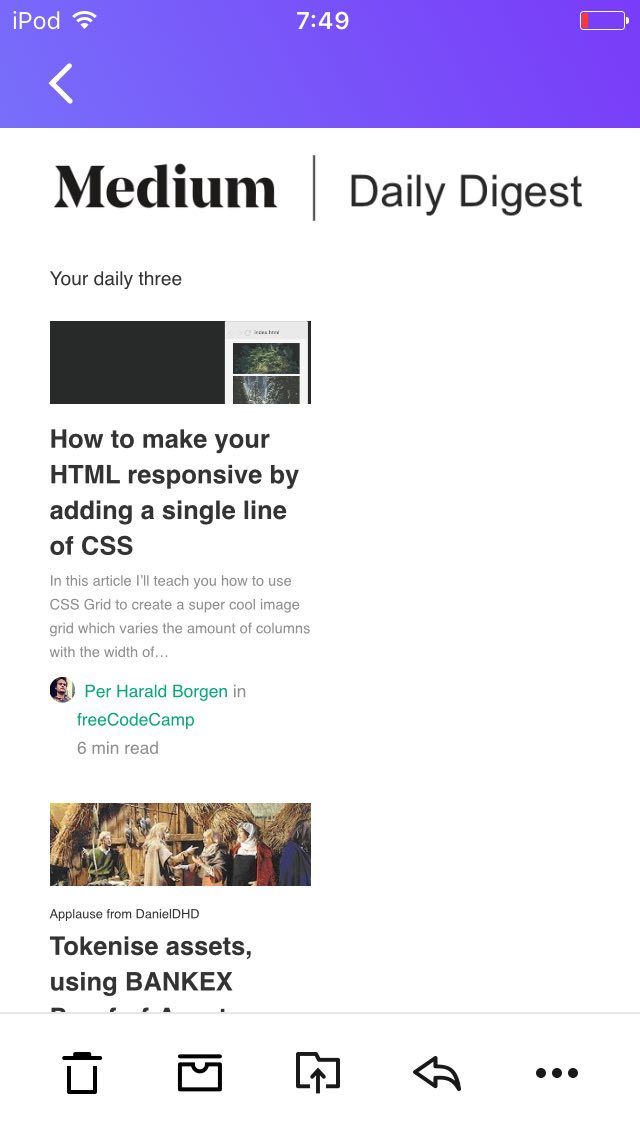 iPod
7:49
Medium | Daily Digest
Your daily three
index.html
How to make your
HTML responsive by
adding a single line
of CSS
In this article I’ll teach you how to use
CSS Grid to create a super cool image
grid which varies the amount of columns
with the width of…
Per Harald Borgen in
freeCodeCamp
6 min read
Applause from DanielDHD
Tokenise assets,
using BANKEX